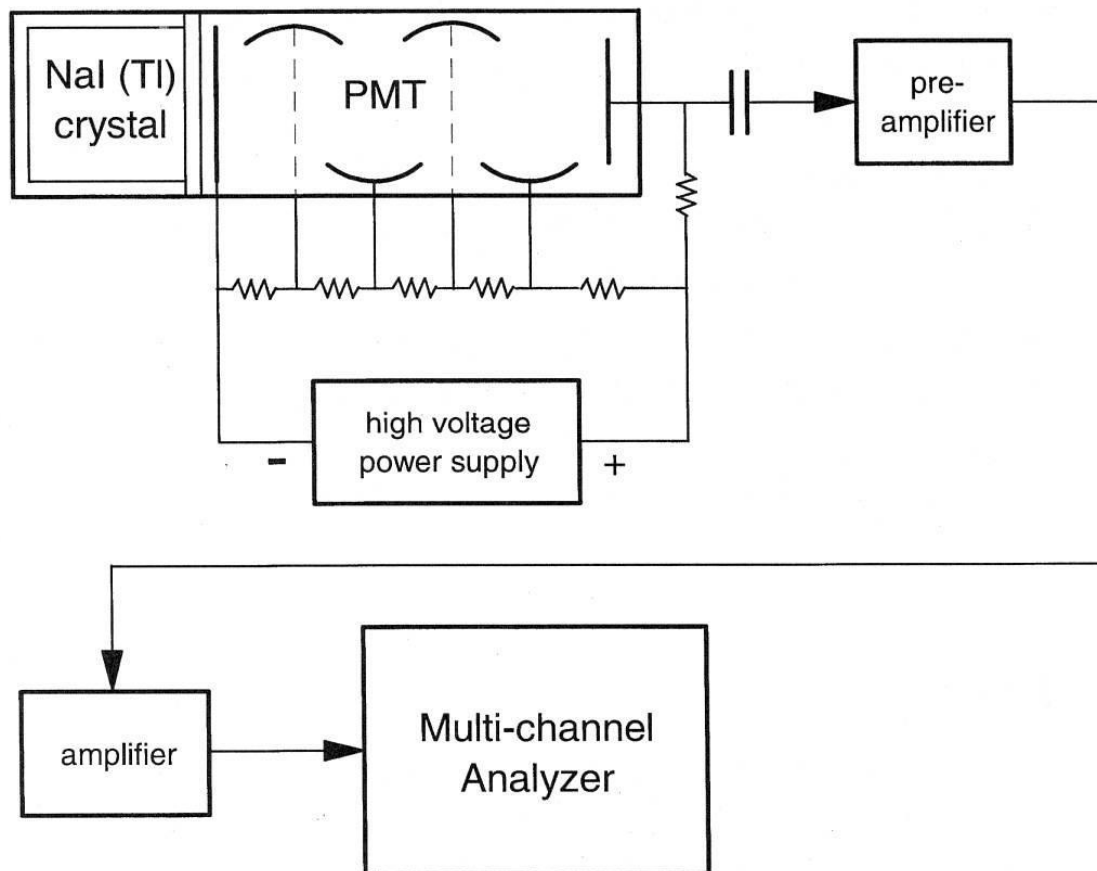 NaI (Tl)
crystal
PMT
pre-
amplifier
high voltage
power supply
-
+
amplifier
Multi-channel
Analyzer